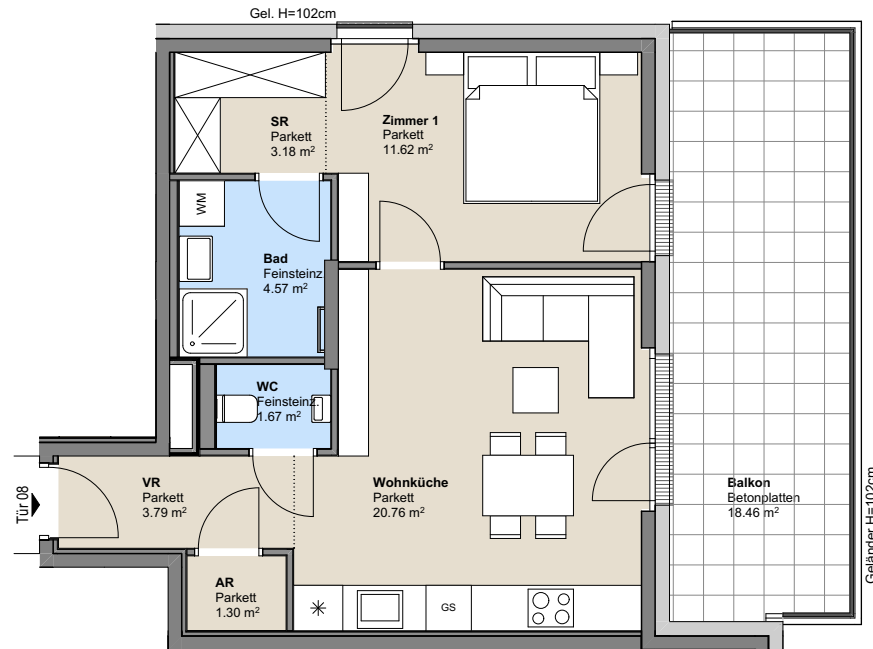 Gel. H=102cm
SR
Parkett
3.18 m²
Zimmer 1
Parkett
11.62 m²
WM
Bad
Feinsteinz.
4.57 m²
WC
Feinsteinz.
1.67 m²
Tür 08
VR
Parkett
3.79 m²
Wohnküche
Parkett
20.76 m²
Balkon
Betonplatten
18.46 m²
Geländer H=102cm
AR
Parkett
1.30 m²
GS